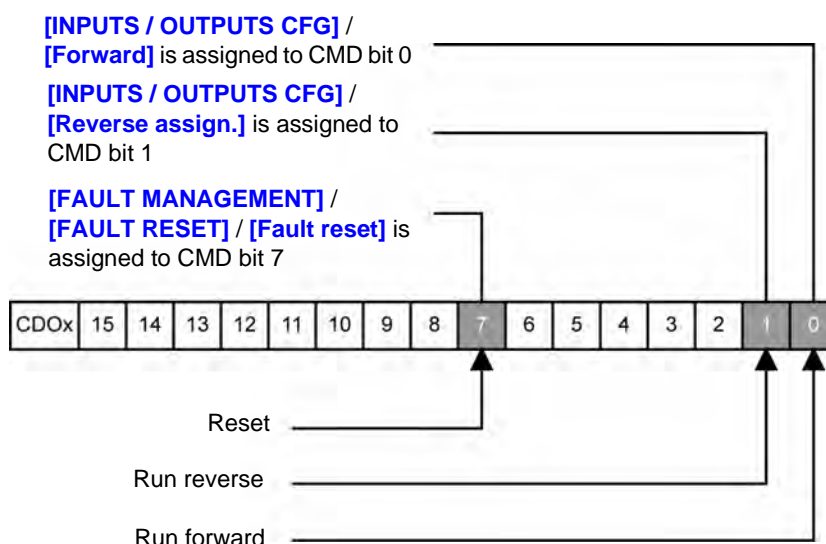 [INPUTS / OUTPUTS CFG] /
[Forward] is assigned to CMD bit 0
[INPUTS / OUTPUTS CFG] /
[Reverse assign.] is assigned to
CMD bit 1
[FAULT MANAGEMENT] /
[FAULT RESET] / [Fault reset] is
assigned to CMD bit 7
CDOx 15 14 13 12 11 10 9 8 7 6 5 4 3 2 1 0
Reset
Run reverse
Run forward